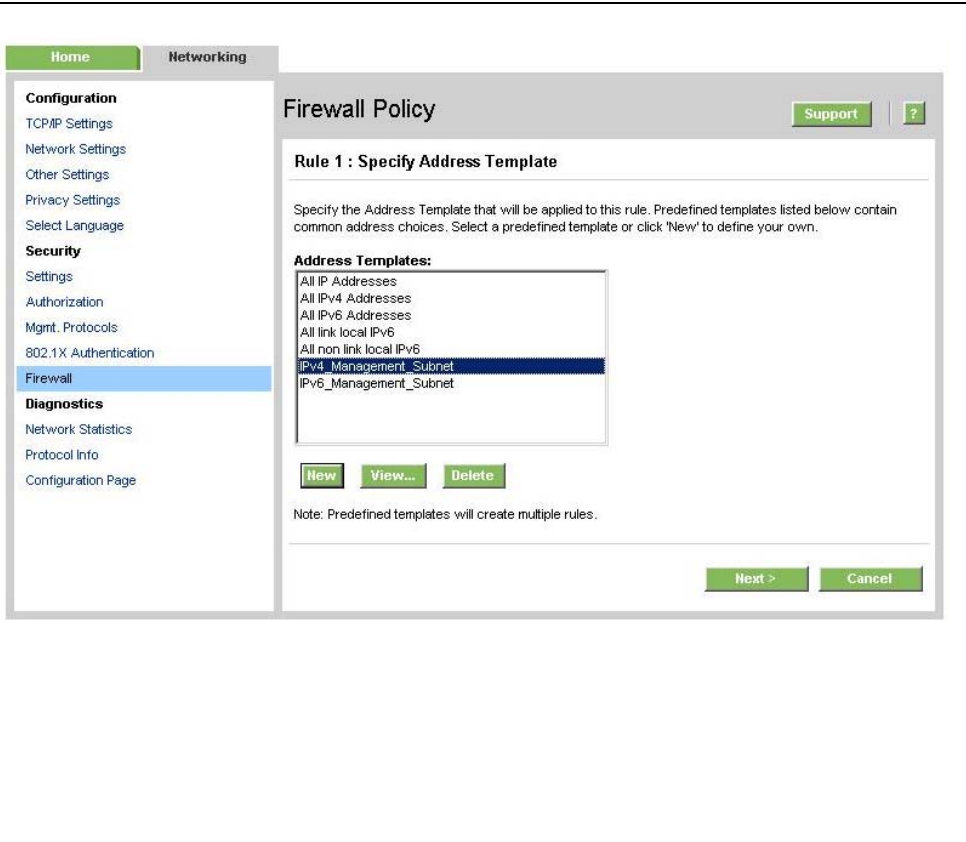 Home
Networking
Configuration
TCP/IP Settings
Network Settings
Other Settings
Privacy Settings
Select Language
Security
Settings
Authorization
Mgmt. Protocols
802.1X Authentication
Firewall
Diagnostics
Network Statistics
Protocol Info
Configuration Page
Firewall Policy
Support
?
Rule 1 : Specify Address Template
Specify the Address Template that will be applied to this rule. Predefined templates listed below contain
common address choices. Select a predefined template or click 'New' to define your own.
Address Templates:
All IP Addresses
All IPv4 Addresses
All IPv6 Addresses
All link local IPv6
All non link local IPv6
IPv4_Management_Subnet
IPv6_Management_Subnet
New
View...
Delete
Note: Predefined templates will create multiple rules.
Next >
Cancel